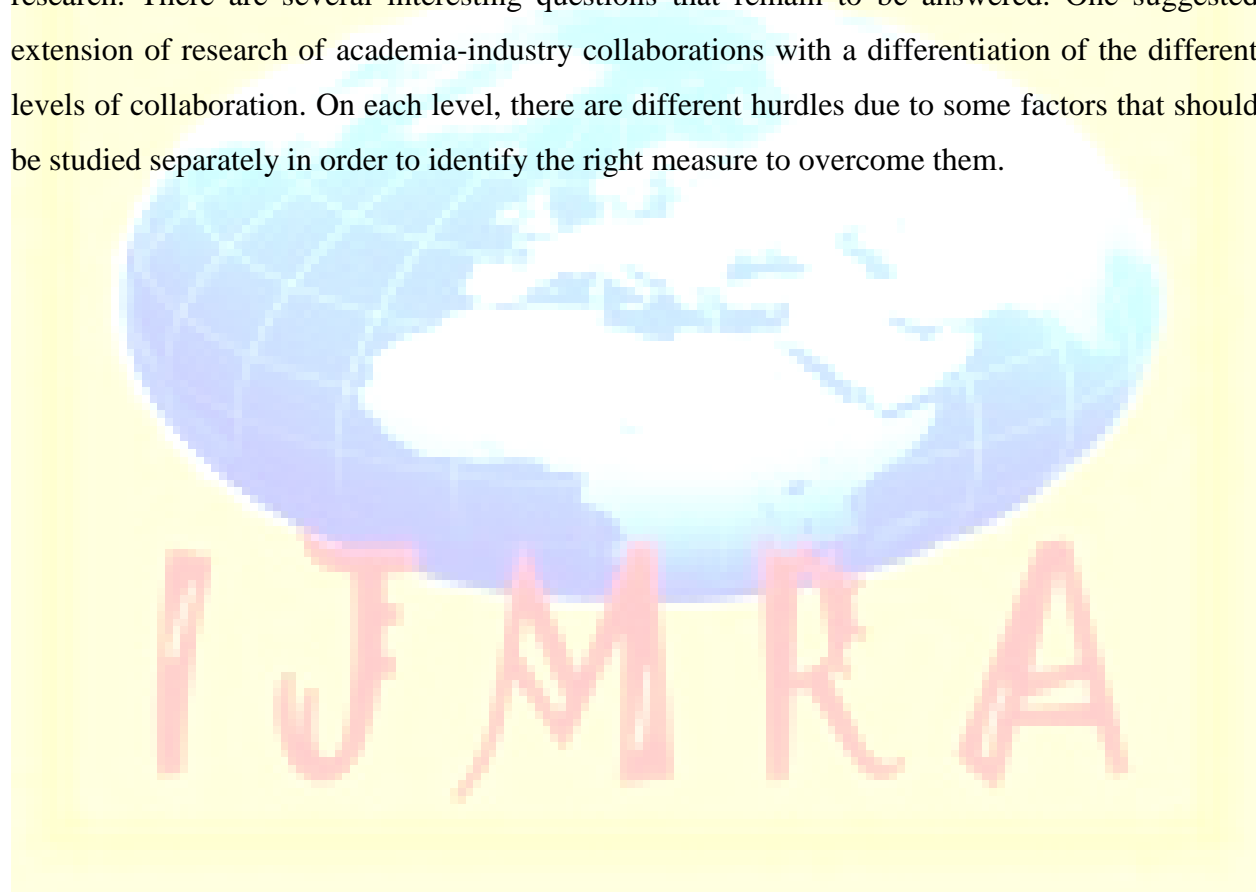 research. There are several interesting questions that remain to be answered. One suggested
extension of research of academia-industry collaborations with a differentiation of the different
levels of collaboration. On each level, there are different hurdles due to some factors that should
be studied separately in order to identify the right measure to overcome them.
IJMRA